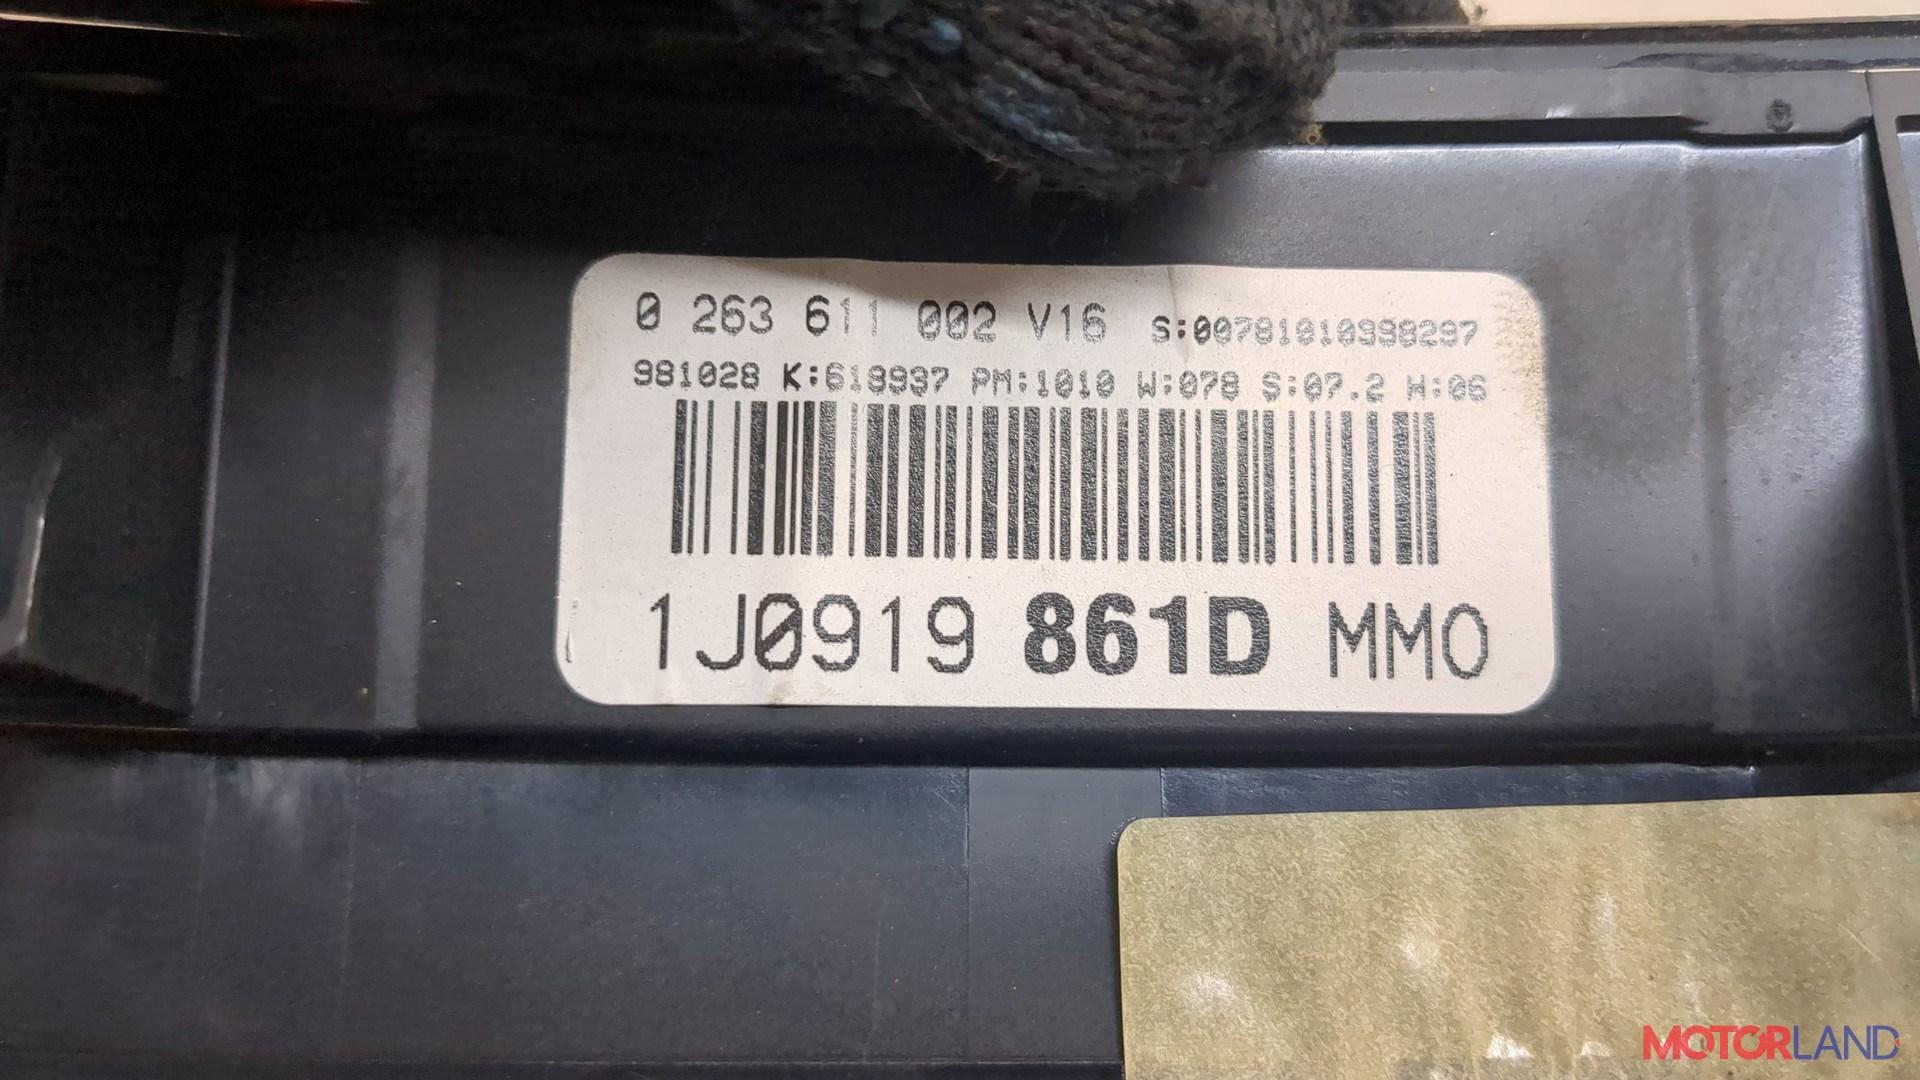 0 263 611 002 V16 S:00781010998297
981028 K:618937 PM:1010 W:078 S:07.2 H:06
1J0919 861D MM0
MOTORLAND